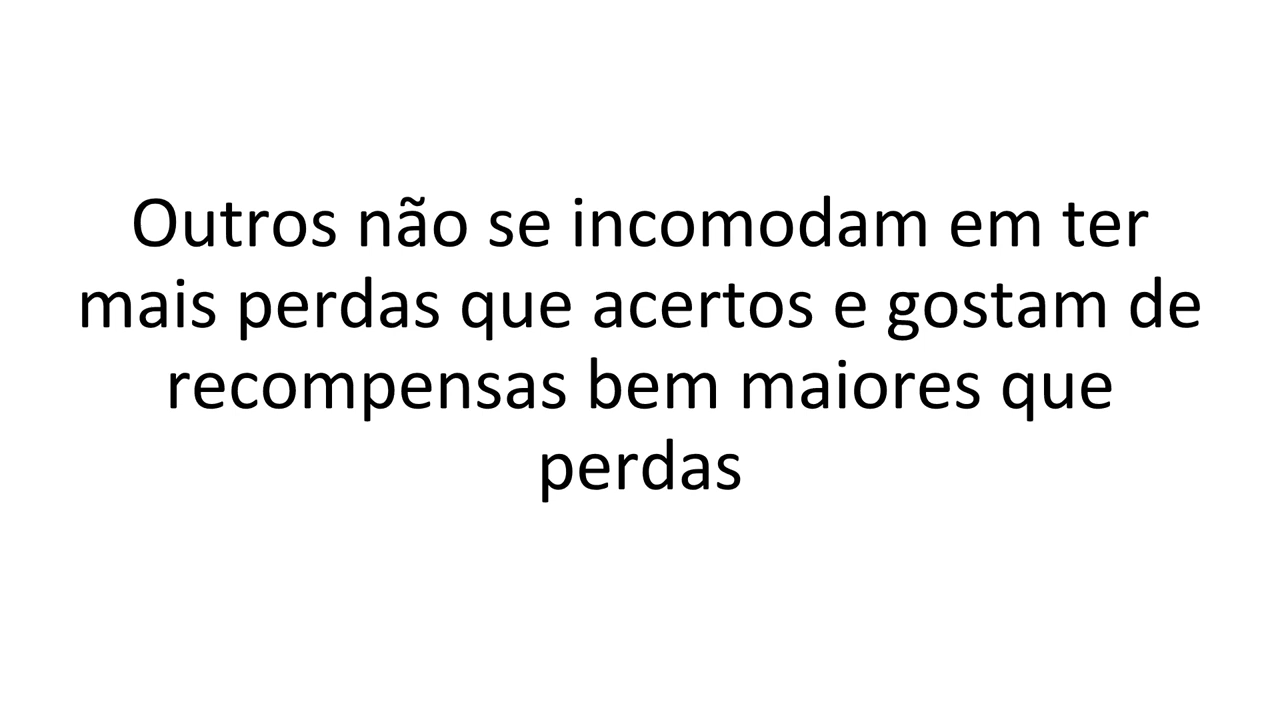 Outros não se incomodam em ter
mais perdas que acertos e gostam de
recompensas bem maiores que
perdas